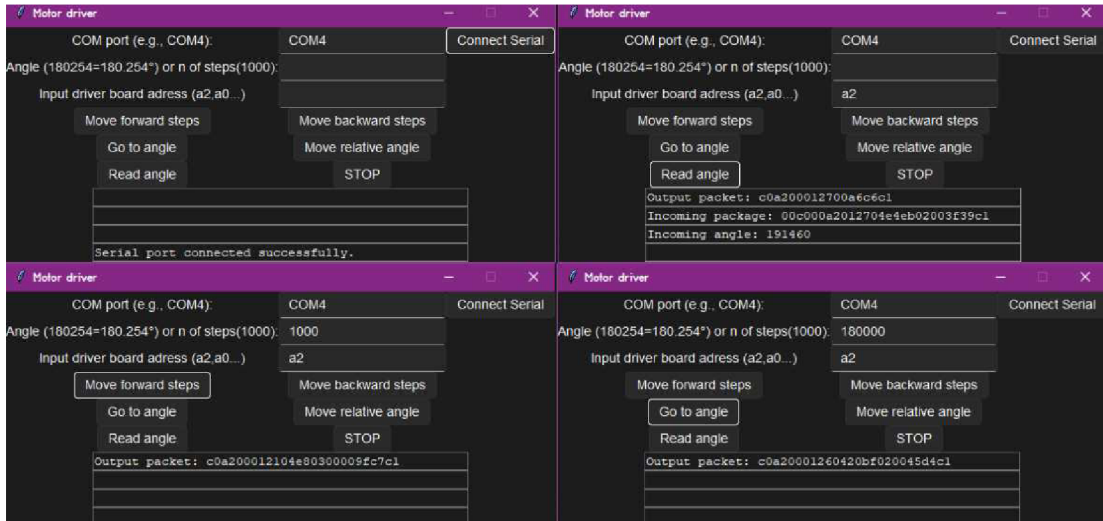 Motor driver
COM port (e.g., COM4): COM4 Connect Serial
Angle (180254=180.254°) or n of steps(1000):
Input driver board adress (a2,a0...)
Move forward steps Move backward steps
Go to angle Move relative angle
Read angle STOP
Serial port connected successfully.
Motor driver
COM port (e.g., COM4): COM4 Connect Serial
Angle (180254=180.254°) or n of steps(1000):
Input driver board adress (a2,a0...) a2
Move forward steps Move backward steps
Go to angle Move relative angle
Read angle STOP
Output packet: c0a200012700a6c6c1
Incoming package: 00c000a2012704e4eb02003f39c1
Incoming angle: 191460
Motor driver
COM port (e.g., COM4): COM4 Connect Serial
Angle (180254=180.254°) or n of steps(1000): 1000
Input driver board adress (a2,a0...) a2
Move forward steps Move backward steps
Go to angle Move relative angle
Read angle STOP
Output packet: c0a200012104e80300009fc7c1
Motor driver
COM port (e.g., COM4): COM4 Connect Serial
Angle (180254=180.254°) or n of steps(1000): 180000
Input driver board adress (a2,a0...) a2
Move forward steps Move backward steps
Go to angle Move relative angle
Read angle STOP
Output packet: c0a20001260420bf020045d4c1